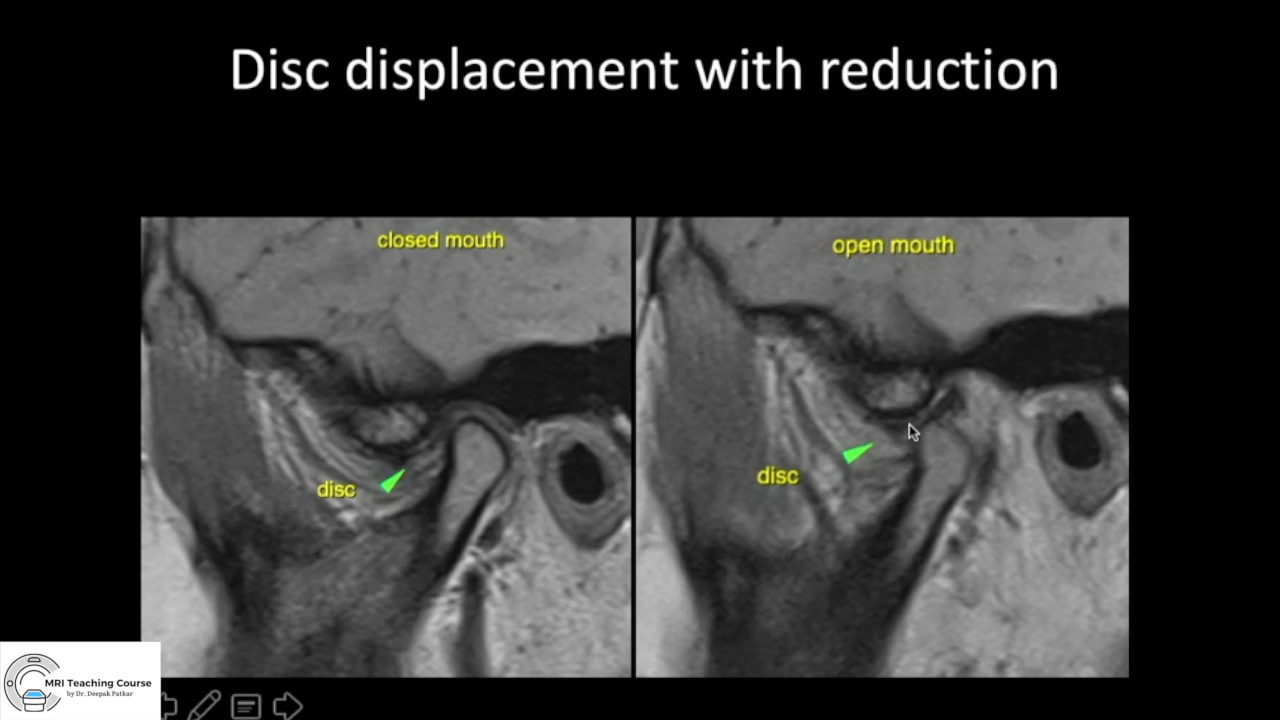 Disc displacement with reduction
closed mouth
open mouth
disc
disc
MRI Teaching Course
by Dr. Deepak Patkar